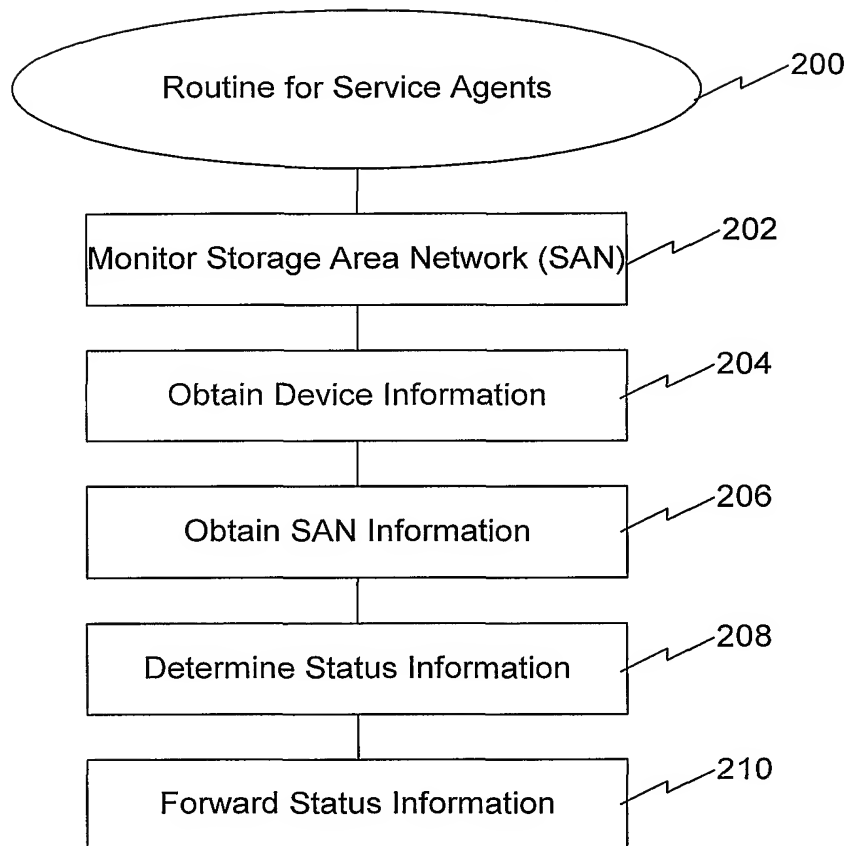 Routine for Service Agents
200
Monitor Storage Area Network (SAN)
202
Obtain Device Information
204
Obtain SAN Information
206
Determine Status Information
208
Forward Status Information
210